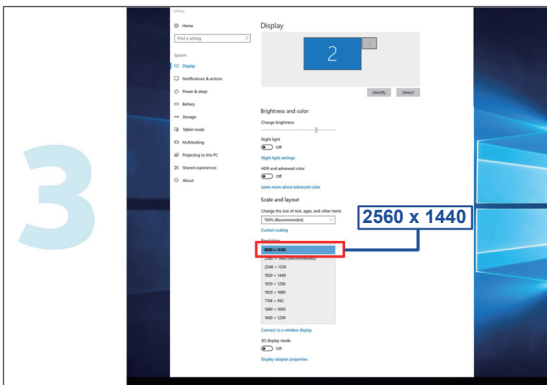 Settings
3
Home
Find a setting
System
Display
Notifications & actions
Power & sleep
Battery
Storage
Tablet mode
Multitasking
Projecting to this PC
Shared experiences
About
Display
2
1
Identify
Detect
Brightness and color
Change brightness
Night light
Off
Night light settings
HDR and advanced color
Off
Learn more about advanced color
Scale and layout
Change the size of text, apps, and other items
100% (Recommended)
Custom scaling
Resolution
2560 × 1440
2048 × 1536
1920 × 1440
1920 × 1200
1920 × 1080
1768 × 992
1680 × 1050
1600 × 1200
Connect to a wireless display
3D display mode
Off
Display adapter properties
2560 x 1440